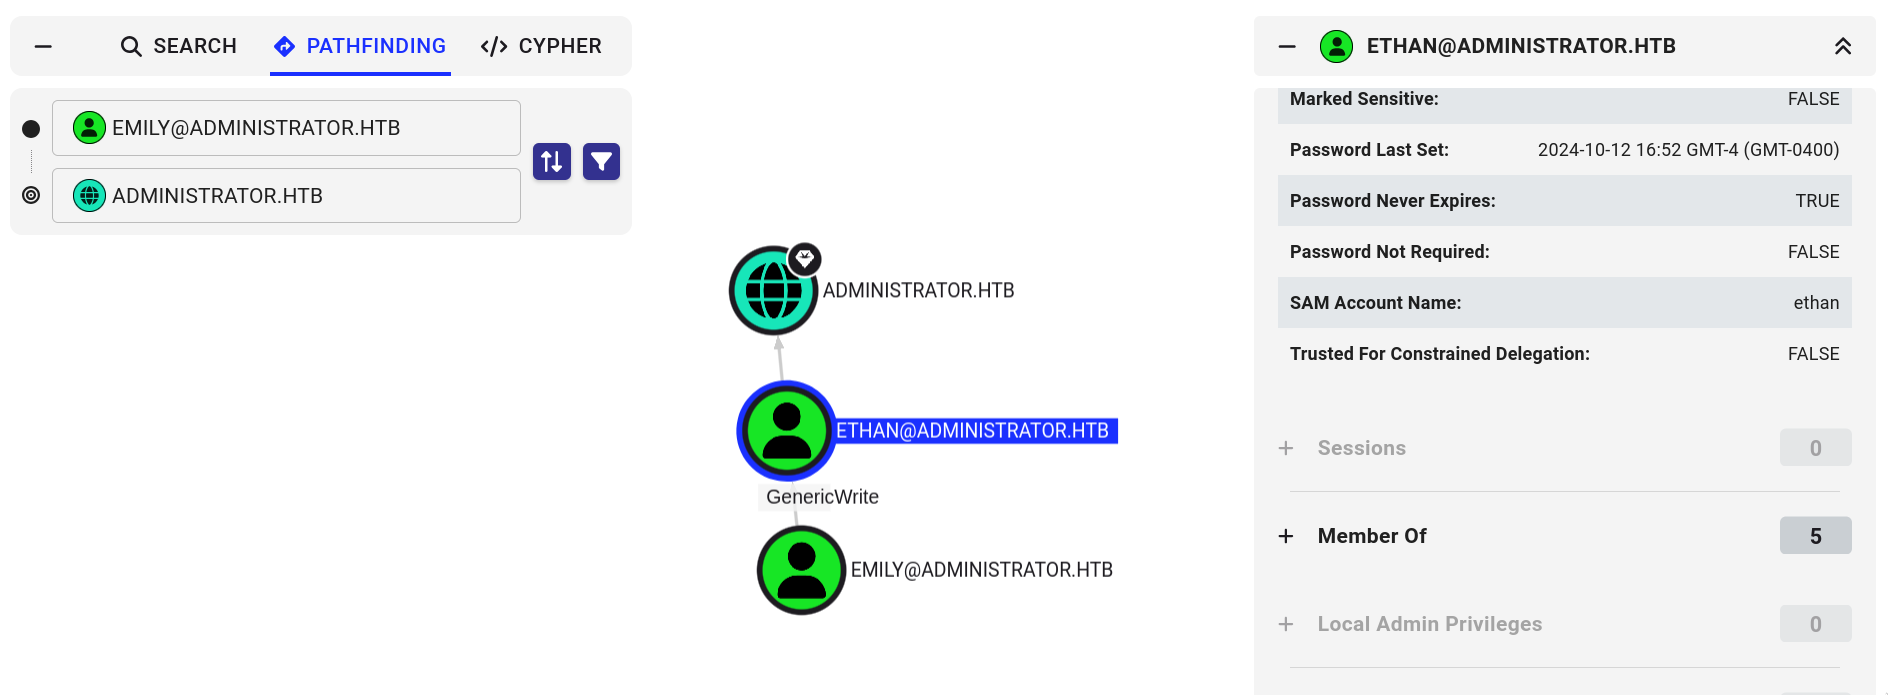 SEARCH
PATHFINDING
CYPHER
EMILY@ADMINISTRATOR.HTB
ADMINISTRATOR.HTB
ADMINISTRATOR.HTB
ETHAN@ADMINISTRATOR.HTB
GenericWrite
EMILY@ADMINISTRATOR.HTB
ETHAN@ADMINISTRATOR.HTB
Marked Sensitive: FALSE
Password Last Set: 2024-10-12 16:52 GMT-4 (GMT-0400)
Password Never Expires: TRUE
Password Not Required: FALSE
SAM Account Name: ethan
Trusted For Constrained Delegation: FALSE
+ Sessions 0
+ Member Of 5
+ Local Admin Privileges 0